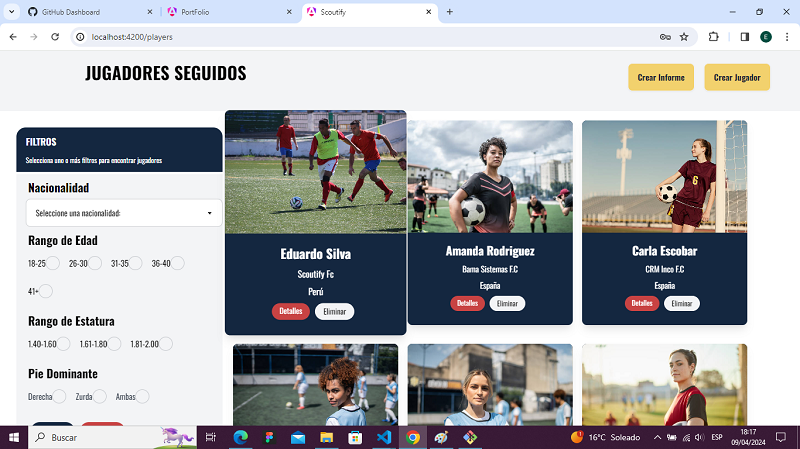 GitHub Dashboard
PortFolio
Scoutify
localhost:4200/players
E
JUGADORES SEGUIDOS
Crear Informe
Crear Jugador
FILTROS
Selecciona uno o más filtros para encontrar jugadores
Nacionalidad
Seleccione una nacionalidad:
Rango de Edad
18-25
26-30
31-35
36-40
41+
Rango de Estatura
1.40-1.60
1.61-1.80
1.81-2.00
Pie Dominante
Derecha
Zurda
Ambas
Eduardo Silva
Scoutify Fc
Perú
Detalles
Eliminar
Amanda Rodriguez
Bama Sistemas F.C
España
Detalles
Eliminar
6
Carla Escobar
CRM Inco F.C
España
Detalles
Eliminar
Buscar
16°C Soleado
ESP
18:17
09/04/2024